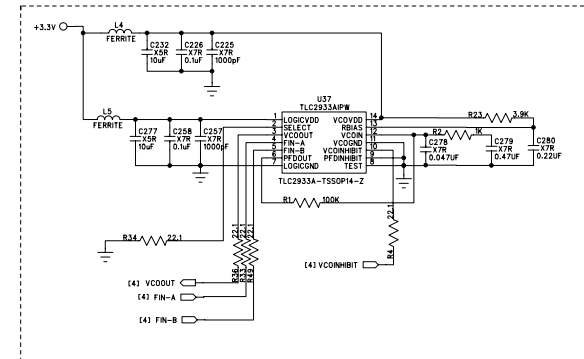 +3.3V
L4
FERRITE
C232
X5R
10uF
C226
X7R
0.1uF
C225
X7R
1000pF
L5
FERRITE
C277
X5R
10uF
C258
X7R
0.1uF
C257
X7R
1000pF
U37
TLC2933AIPW
1 LOGICVDD VCOVDD 14
2 SELECT RBIAS 13
3 VCOOUT VCOIN 12
4 FIN-A VCOGND 11
5 FIN-B VCOINHIBIT 10
6 PFDOUT PFDINHIBIT 9
7 LOGICGND TEST 8
TLC2933A-TSSOP14-Z
R23 3.9K
R2 1K
C278
X7R
0.047UF
C279
X7R
0.47UF
C280
X7R
0.22UF
R1 100K
R34 22.1
22.1
R36
22.1
R33
22.1
R49
22.1
R4
[4] VCOINHIBIT
[4] VCOOUT
[4] FIN-A
[4] FIN-B